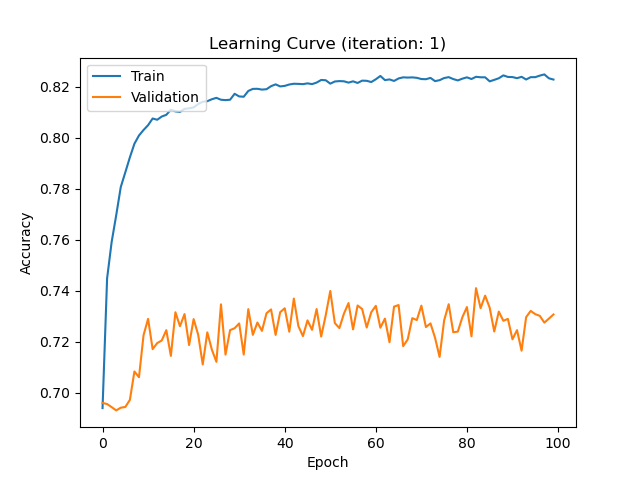 Learning Curve (iteration: 1)
Train
Validation
Accuracy
0.82
0.80
0.78
0.76
0.74
0.72
0.70
0 20 40 60 80 100
Epoch